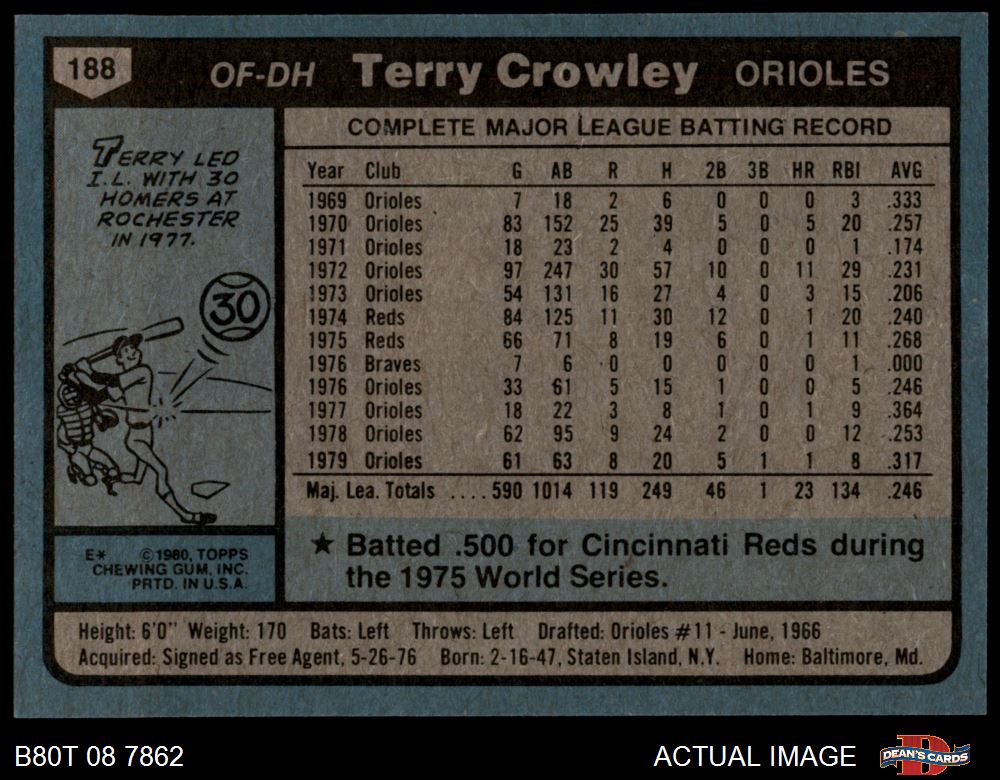 188 OF-DH Terry Crowley ORIOLES
TERRY LED
I.L. WITH 30
HOMERS AT
ROCHESTER
IN 1977.
30
E* © 1980, TOPPS
CHEWING GUM, INC.
PRTD. IN U.S.A.
COMPLETE MAJOR LEAGUE BATTING RECORD
Year Club G AB R H 2B 3B HR RBI AVG
1969 Orioles 7 18 2 6 0 0 0 3 .333
1970 Orioles 83 152 25 39 5 0 5 20 .257
1971 Orioles 18 23 2 4 0 0 0 1 .174
1972 Orioles 97 247 30 57 10 0 11 29 .231
1973 Orioles 54 131 16 27 4 0 3 15 .206
1974 Reds 84 125 11 30 12 0 1 20 .240
1975 Reds 66 71 8 19 6 0 1 11 .268
1976 Braves 7 6 0 0 0 0 0 1 .000
1976 Orioles 33 61 5 15 1 0 0 5 .246
1977 Orioles 18 22 3 8 1 0 1 9 .364
1978 Orioles 62 95 9 24 2 0 0 12 .253
1979 Orioles 61 63 8 20 5 1 1 8 .317
Maj. Lea. Totals .... 590 1014 119 249 46 1 23 134 .246
★ Batted .500 for Cincinnati Reds during
the 1975 World Series.
Height: 6'0" Weight: 170 Bats: Left Throws: Left Drafted: Orioles #11 - June, 1966
Acquired: Signed as Free Agent, 5-26-76 Born: 2-16-47, Staten Island, N.Y. Home: Baltimore, Md.
B80T 08 7862 ACTUAL IMAGE DEAN'S CARDS